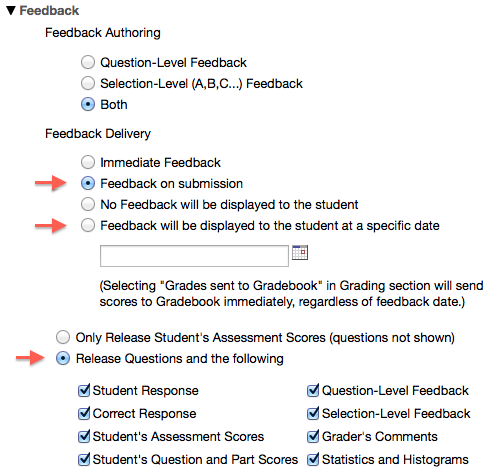 Feedback
Feedback Authoring
Question-Level Feedback
Selection-Level (A,B,C...) Feedback
Both
Feedback Delivery
Immediate Feedback
Feedback on submission
No Feedback will be displayed to the student
Feedback will be displayed to the student at a specific date
(Selecting "Grades sent to Gradebook" in Grading section will send
scores to Gradebook immediately, regardless of feedback date.)
Only Release Student's Assessment Scores (questions not shown)
Release Questions and the following
Student Response
Question-Level Feedback
Correct Response
Selection-Level Feedback
Student's Assessment Scores
Grader's Comments
Student's Question and Part Scores
Statistics and Histograms